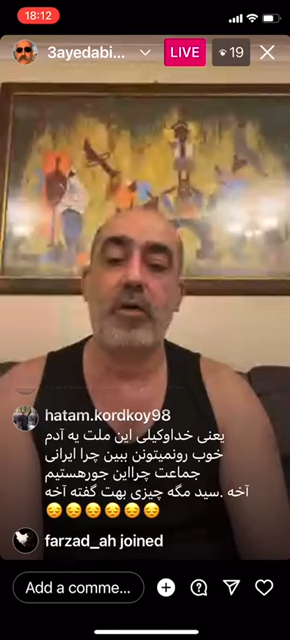 18:12
3ayedabi...
LIVE
19
hatam.kordkoy98
یعنی خداوکیلی این ملت یه آدم
خوب رونمیتونن ببین چرا ایرانی
جماعت چرااین جورهستیم
آخه .سید مگه چیزی بهت گفته آخه
😔😔😔😔😔😔
farzad_ah joined
Add a comme...